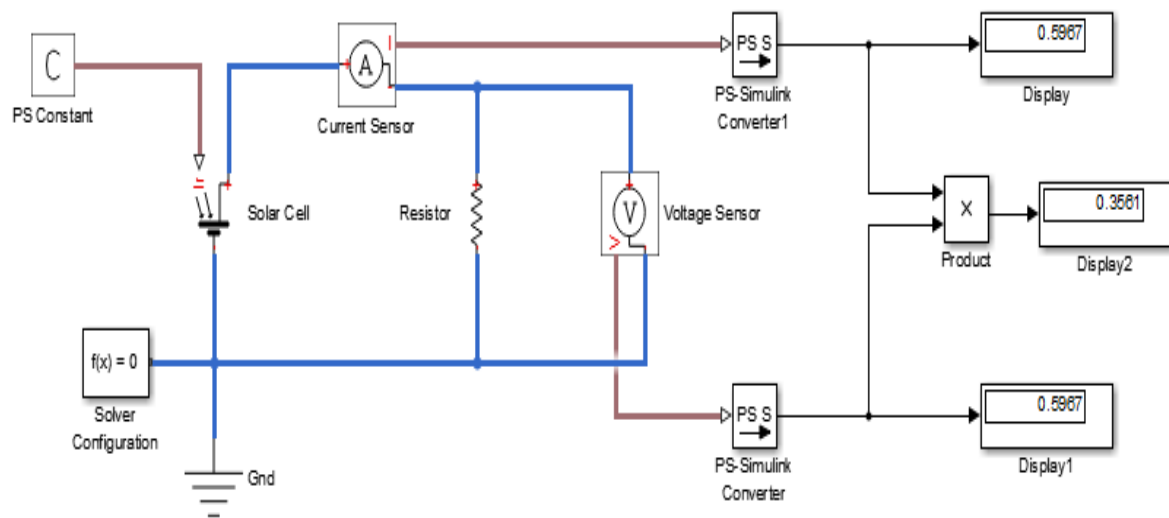 C
PS Constant
A
I
Current Sensor
PS S
PS-Simulink
Converter1
0.5967
Display
Ir
Solar Cell
Resistor
V
V
Voltage Sensor
×
Product
0.3561
Display2
f(x) = 0
Solver
Configuration
Gnd
PS S
PS-Simulink
Converter
0.5967
Display1